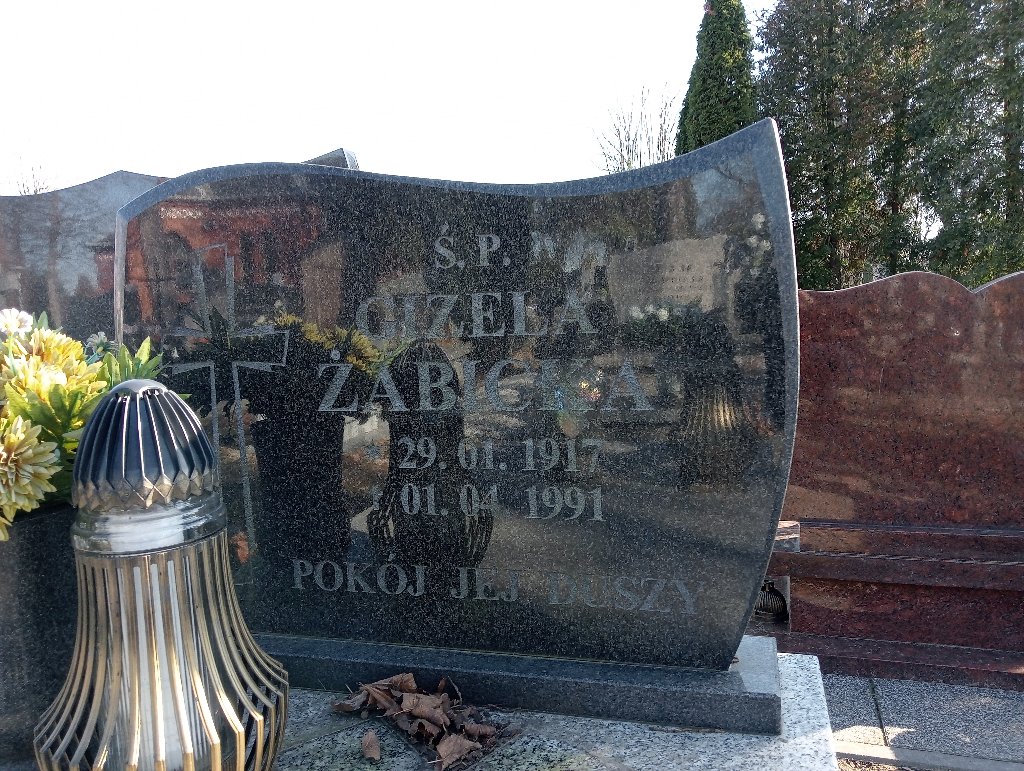 Ś. P.
GIZELA
ŻABICKA
* 29. 01. 1917
† 01. 04. 1991
POKÓJ JEJ DUSZY